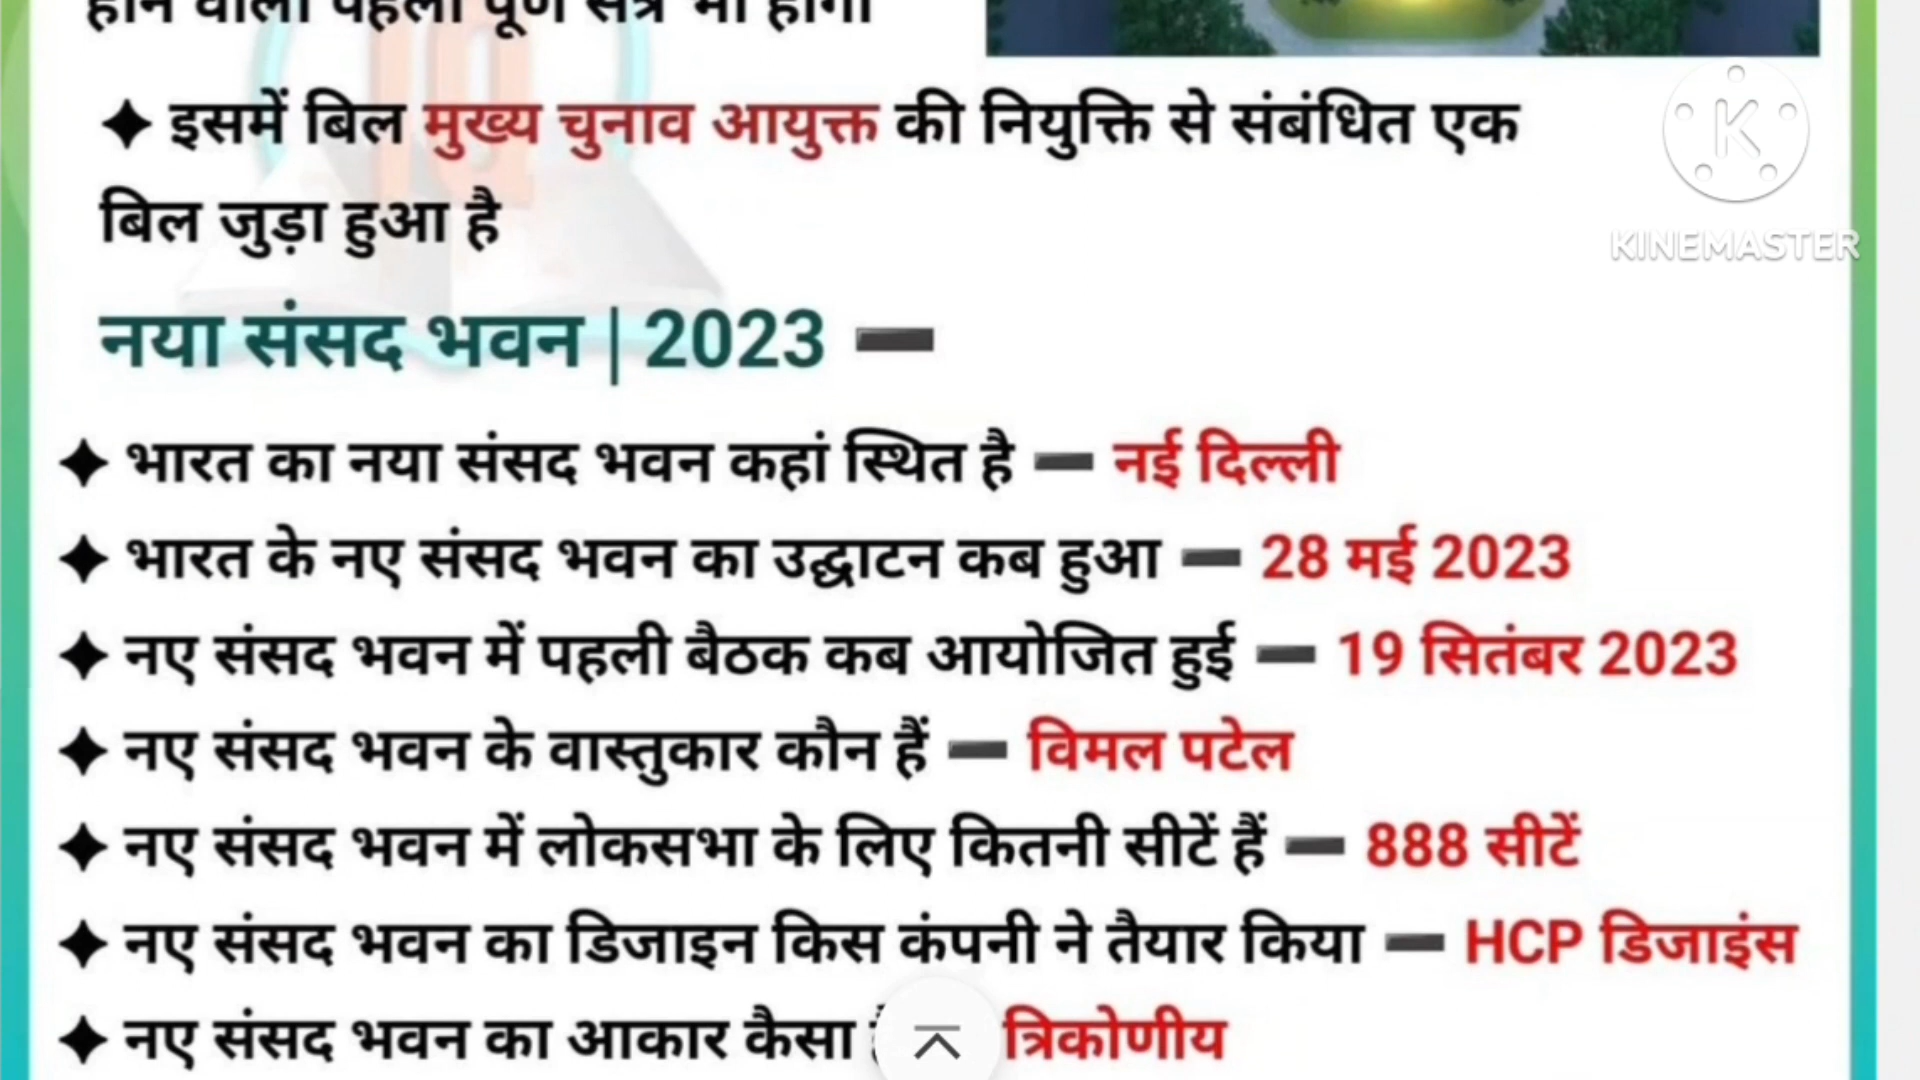 होने वाला पहला पूर्ण सत्र भी होगा
✦ इसमें बिल मुख्य चुनाव आयुक्त की नियुक्ति से संबंधित एक
बिल जुड़ा हुआ है
KINEMASTER
नया संसद भवन | 2023 ➖
✦ भारत का नया संसद भवन कहां स्थित है ➖ नई दिल्ली
✦ भारत के नए संसद भवन का उद्घाटन कब हुआ ➖ 28 मई 2023
✦ नए संसद भवन में पहली बैठक कब आयोजित हुई ➖ 19 सितंबर 2023
✦ नए संसद भवन के वास्तुकार कौन हैं ➖ विमल पटेल
✦ नए संसद भवन में लोकसभा के लिए कितनी सीटें हैं ➖ 888 सीटें
✦ नए संसद भवन का डिजाइन किस कंपनी ने तैयार किया ➖ HCP डिजाइंस
✦ नए संसद भवन का आकार कैसा त्रिकोणीय